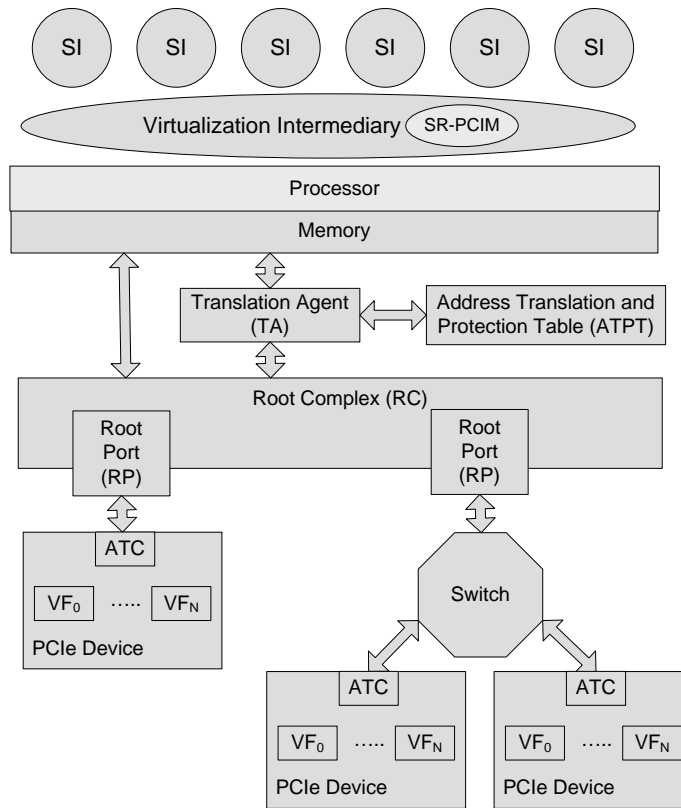 SI SI SI SI SI SI
Virtualization Intermediary SR-PCIM
Processor
Memory
Translation Agent
(TA)
Address Translation and
Protection Table (ATPT)
Root Complex (RC)
Root
Port
(RP)
Root
Port
(RP)
ATC
VF0 ….. VFN
PCIe Device
Switch
ATC
VF0 ….. VFN
PCIe Device
ATC
VF0 ….. VFN
PCIe Device